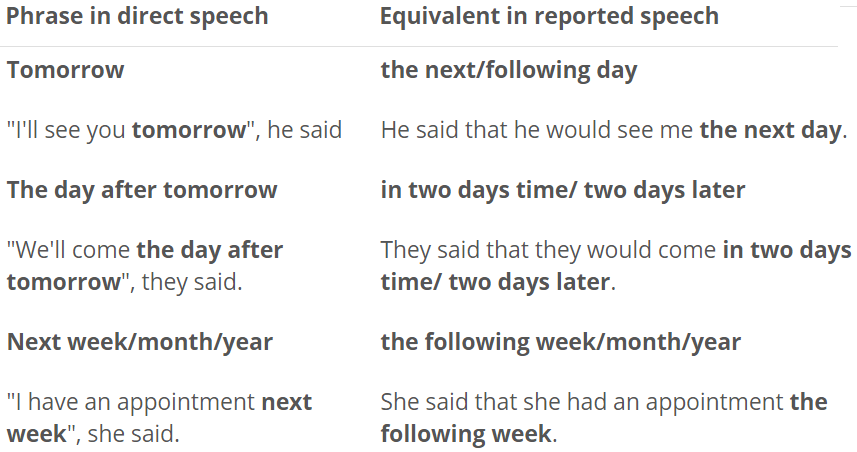 Phrase in direct speech Equivalent in reported speech
Tomorrow the next/following day
"I'll see you tomorrow", he said He said that he would see me the next day.
The day after tomorrow in two days time/ two days later
"We'll come the day after They said that they would come in two days
tomorrow", they said. time/ two days later.
Next week/month/year the following week/month/year
"I have an appointment next She said that she had an appointment the
week", she said. following week.